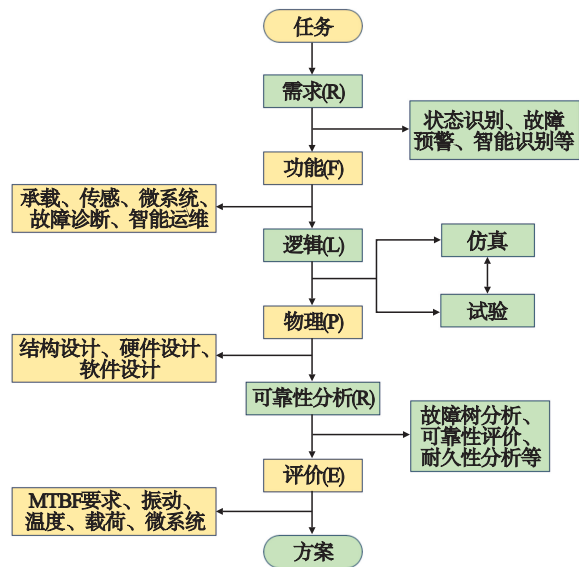 任务
需求(R)
状态识别、故障
预警、智能识别等
功能(F)
承载、传感、微系统、
故障诊断、智能运维
逻辑(L)
仿真
试验
物理(P)
结构设计、硬件设计、
软件设计
可靠性分析(R)
故障树分析、
可靠性评价、
耐久性分析等
评价(E)
MTBF要求、振动、
温度、载荷、微系统
方案